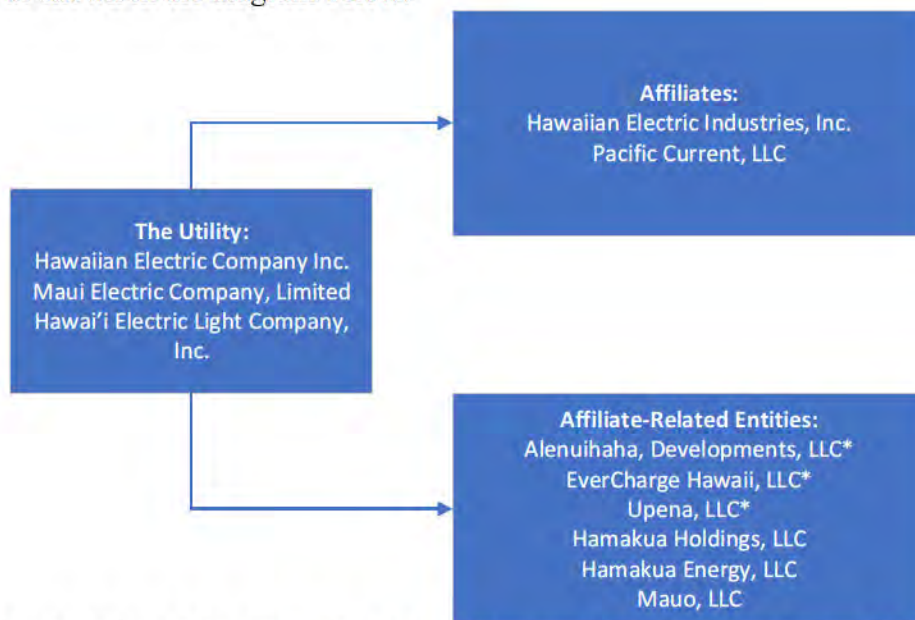 The Utility:
Hawaiian Electric Company Inc.
Maui Electric Company, Limited
Hawai’i Electric Light Company,
Inc.
Affiliates:
Hawaiian Electric Industries, Inc.
Pacific Current, LLC
Affiliate-Related Entities:
Alenuihaha, Developments, LLC*
EverCharge Hawaii, LLC*
Upena, LLC*
Hamakua Holdings, LLC
Hamakua Energy, LLC
Mauo, LLC